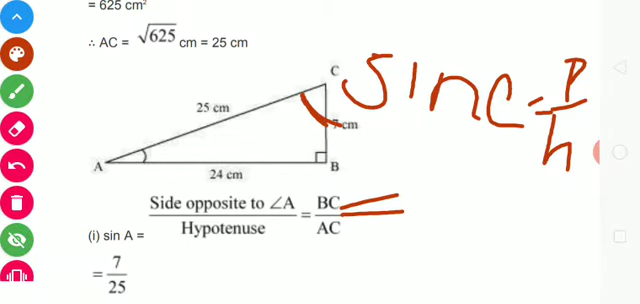 = 625 cm²
∴ AC = √625 cm = 25 cm
C
sin C = P/h
25 cm
7 cm
A
B
24 cm
(i) sin A = Side opposite to ∠A / Hypotenuse = BC / AC
= 7/25